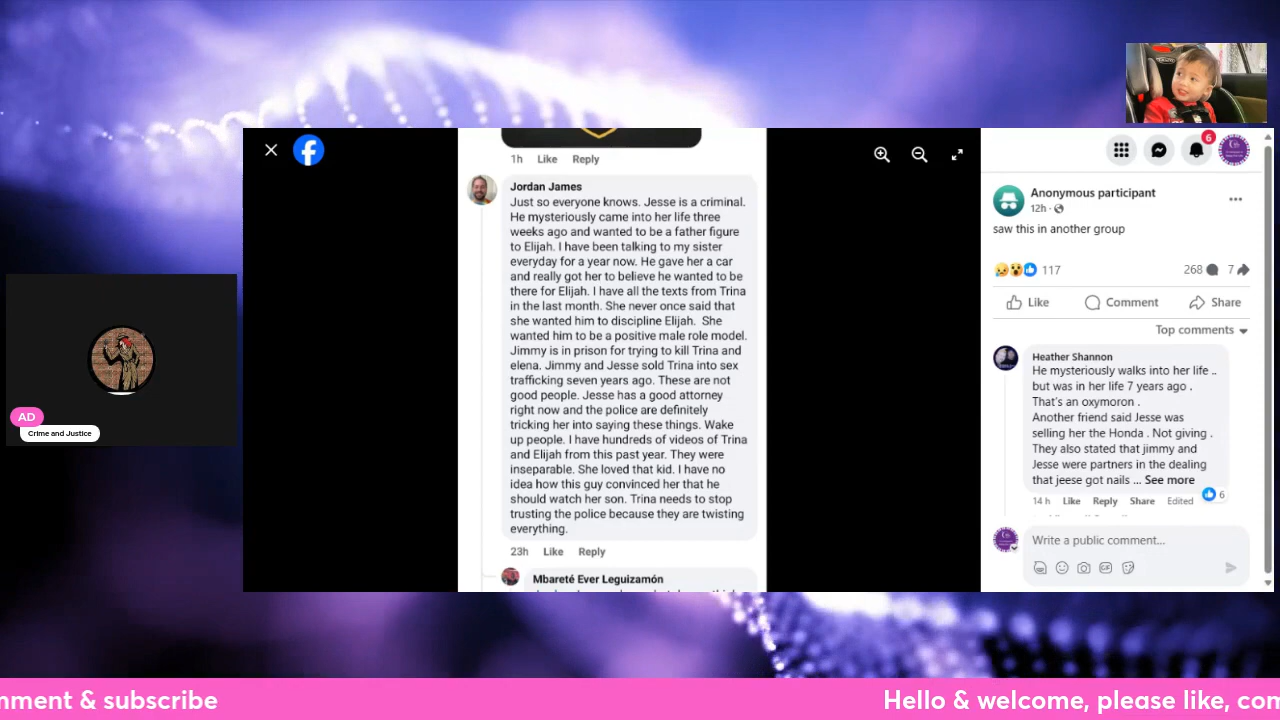 1h Like Reply
Jordan James
Just so everyone knows. Jesse is a criminal.
He mysteriously came into her life three
weeks ago and wanted to be a father figure
to Elijah. I have been talking to my sister
everyday for a year now. He gave her a car
and really got her to believe he wanted to be
there for Elijah. I have all the texts from Trina
in the last month. She never once said that
she wanted him to discipline Elijah. She
wanted him to be a positive male role model.
Jimmy is in prison for trying to kill Trina and
elena. Jimmy and Jesse sold Trina into sex
trafficking seven years ago. These are not
good people. Jesse has a good attorney
right now and the police are definitely
tricking her into saying these things. Wake
up people. I have hundreds of videos of Trina
and Elijah from this past year. They were
inseparable. She loved that kid. I have no
idea how this guy convinced her that he
should watch her son. Trina needs to stop
trusting the police because they are twisting
everything.
23h Like Reply
Mbareté Ever Leguizamón
6
Anonymous participant
12h ·
saw this in another group
117 268 7
Like Comment Share
Top comments
Heather Shannon
He mysteriously walks into her life ..
but was in her life 7 years ago .
That's an oxymoron .
Another friend said Jesse was
selling her the Honda . Not giving .
They also stated that jimmy and
Jesse were partners in the dealing
that jeese got nails ... See more
6
14 h Like Reply Share Edited
Write a public comment...
GIF
AD
Crime and Justice
nment & subscribe
Hello & welcome, please like, con